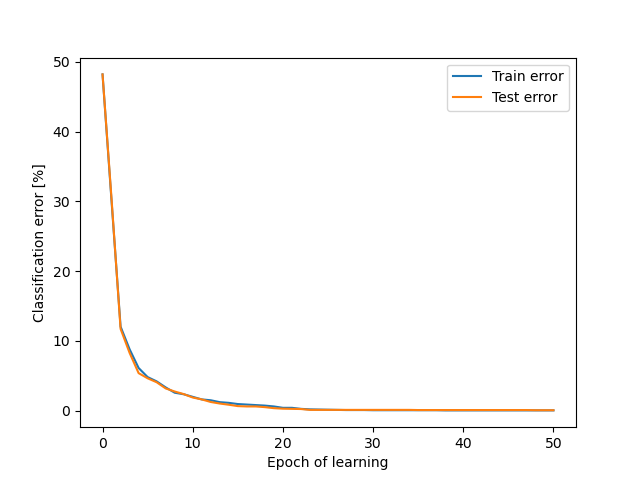 Train error
Test error
50
40
30
20
10
0
Classification error [%]
0 10 20 30 40 50
Epoch of learning